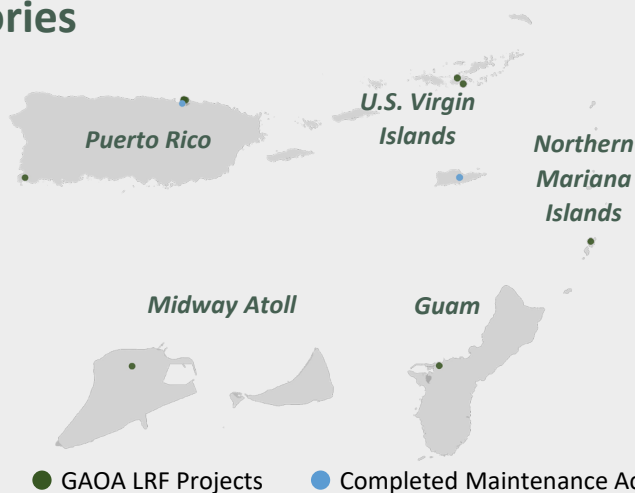 ories
U.S. Virgin
Islands
Puerto Rico
Northern
Mariana
Islands
Midway Atoll
Guam
GAOA LRF Projects
Completed Maintenance Ac